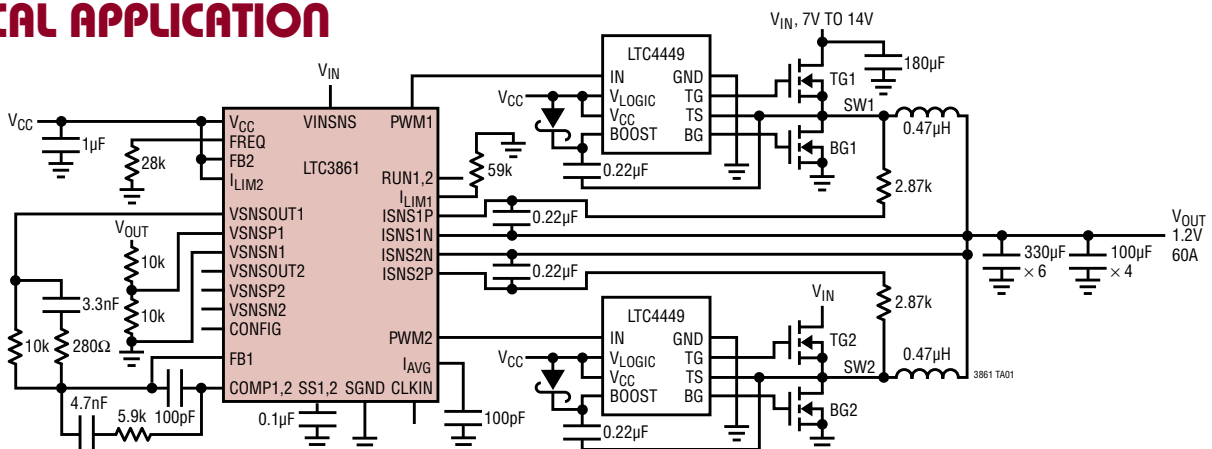 CAL APPLICATION
VIN, 7V TO 14V
180µF
LTC4449
IN
VLOGIC
VCC
BOOST
GND
TG
TS
BG
VCC
0.22µF
TG1
SW1
BG1
0.47µH
2.87k
VIN
VCC
1µF
28k
VCC
FREQ
FB2
ILIM2
VINSNS
PWM1
LTC3861
RUN1,2
ILIM1
ISNS1P
ISNS1N
ISNS2N
ISNS2P
59k
0.22µF
0.22µF
VSNSOUT1
VSNSP1
VSNSN1
VSNSOUT2
VSNSP2
VSNSN2
CONFIG
VOUT
10k
10k
3.3nF
10k
280Ω
FB1
COMP1,2
SS1,2
SGND
CLKIN
PWM2
IAVG
4.7nF
5.9k
100pF
0.1µF
100pF
VOUT
1.2V
60A
330µF
× 6
100µF
× 4
LTC4449
IN
VLOGIC
VCC
BOOST
GND
TG
TS
BG
VCC
0.22µF
VIN
TG2
SW2
BG2
2.87k
0.47µH
3861 TA01